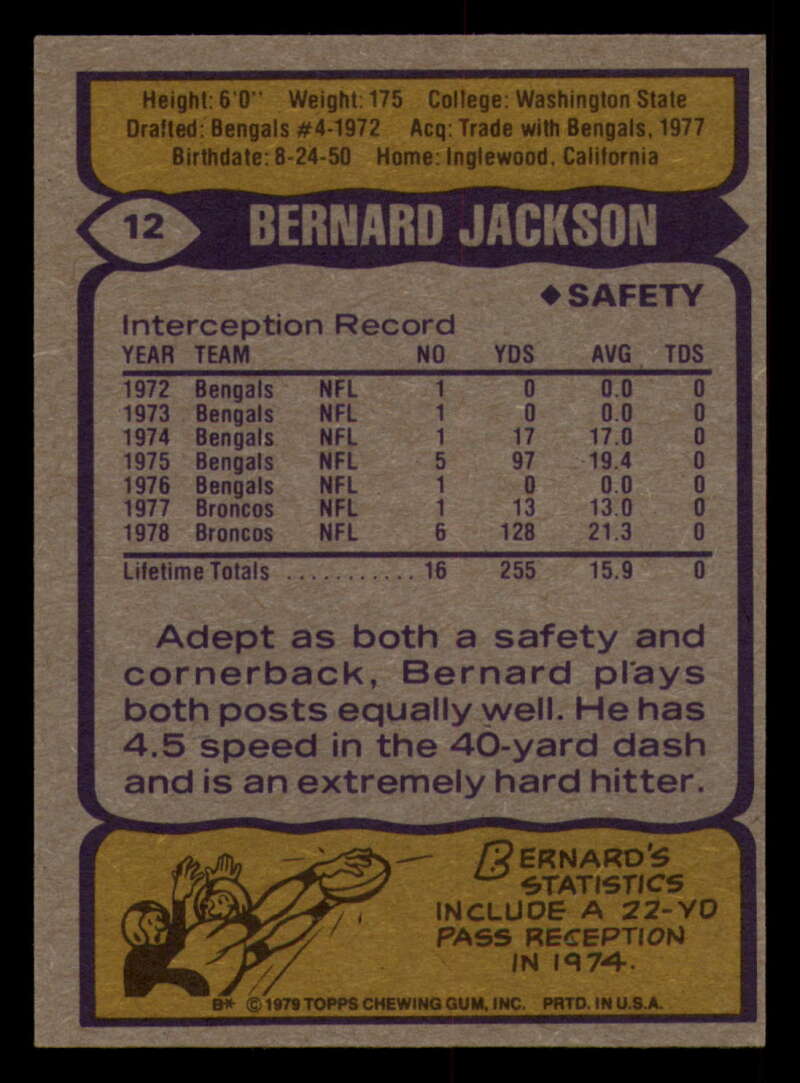 Height: 6'0" Weight: 175 College: Washington State
Drafted: Bengals #4-1972 Acq: Trade with Bengals, 1977
Birthdate: 8-24-50 Home: Inglewood, California
12 BERNARD JACKSON
◆ SAFETY
Interception Record
YEAR TEAM NO YDS AVG TDS
1972 Bengals NFL 1 0 0.0 0
1973 Bengals NFL 1 0 0.0 0
1974 Bengals NFL 1 17 17.0 0
1975 Bengals NFL 5 97 19.4 0
1976 Bengals NFL 1 0 0.0 0
1977 Broncos NFL 1 13 13.0 0
1978 Broncos NFL 6 128 21.3 0
Lifetime Totals ........... 16 255 15.9 0
Adept as both a safety and
cornerback, Bernard plays
both posts equally well. He has
4.5 speed in the 40-yard dash
and is an extremely hard hitter.
BERNARD'S
STATISTICS
INCLUDE A 22-YD
PASS RECEPTION
IN 1974.
B* © 1979 TOPPS CHEWING GUM, INC. PRTD. IN U.S.A.